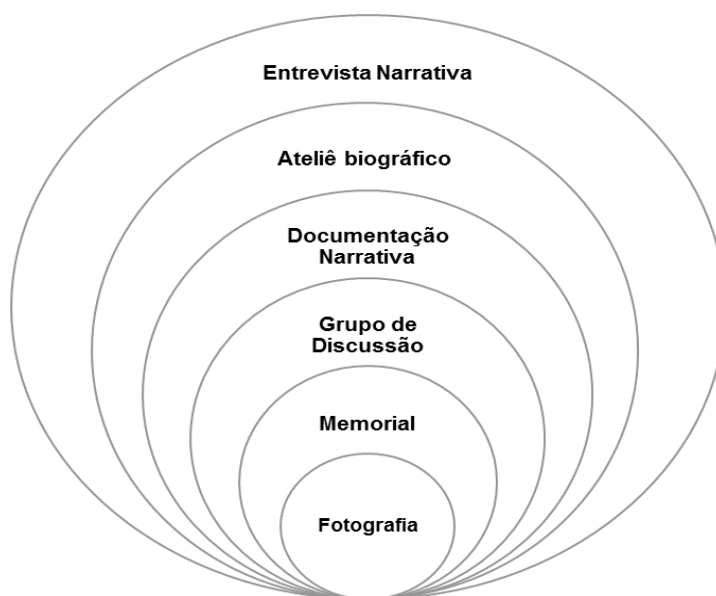 Entrevista Narrativa
Ateliê biográfico
Documentação
Narrativa
Grupo de
Discussão
Memorial
Fotografia